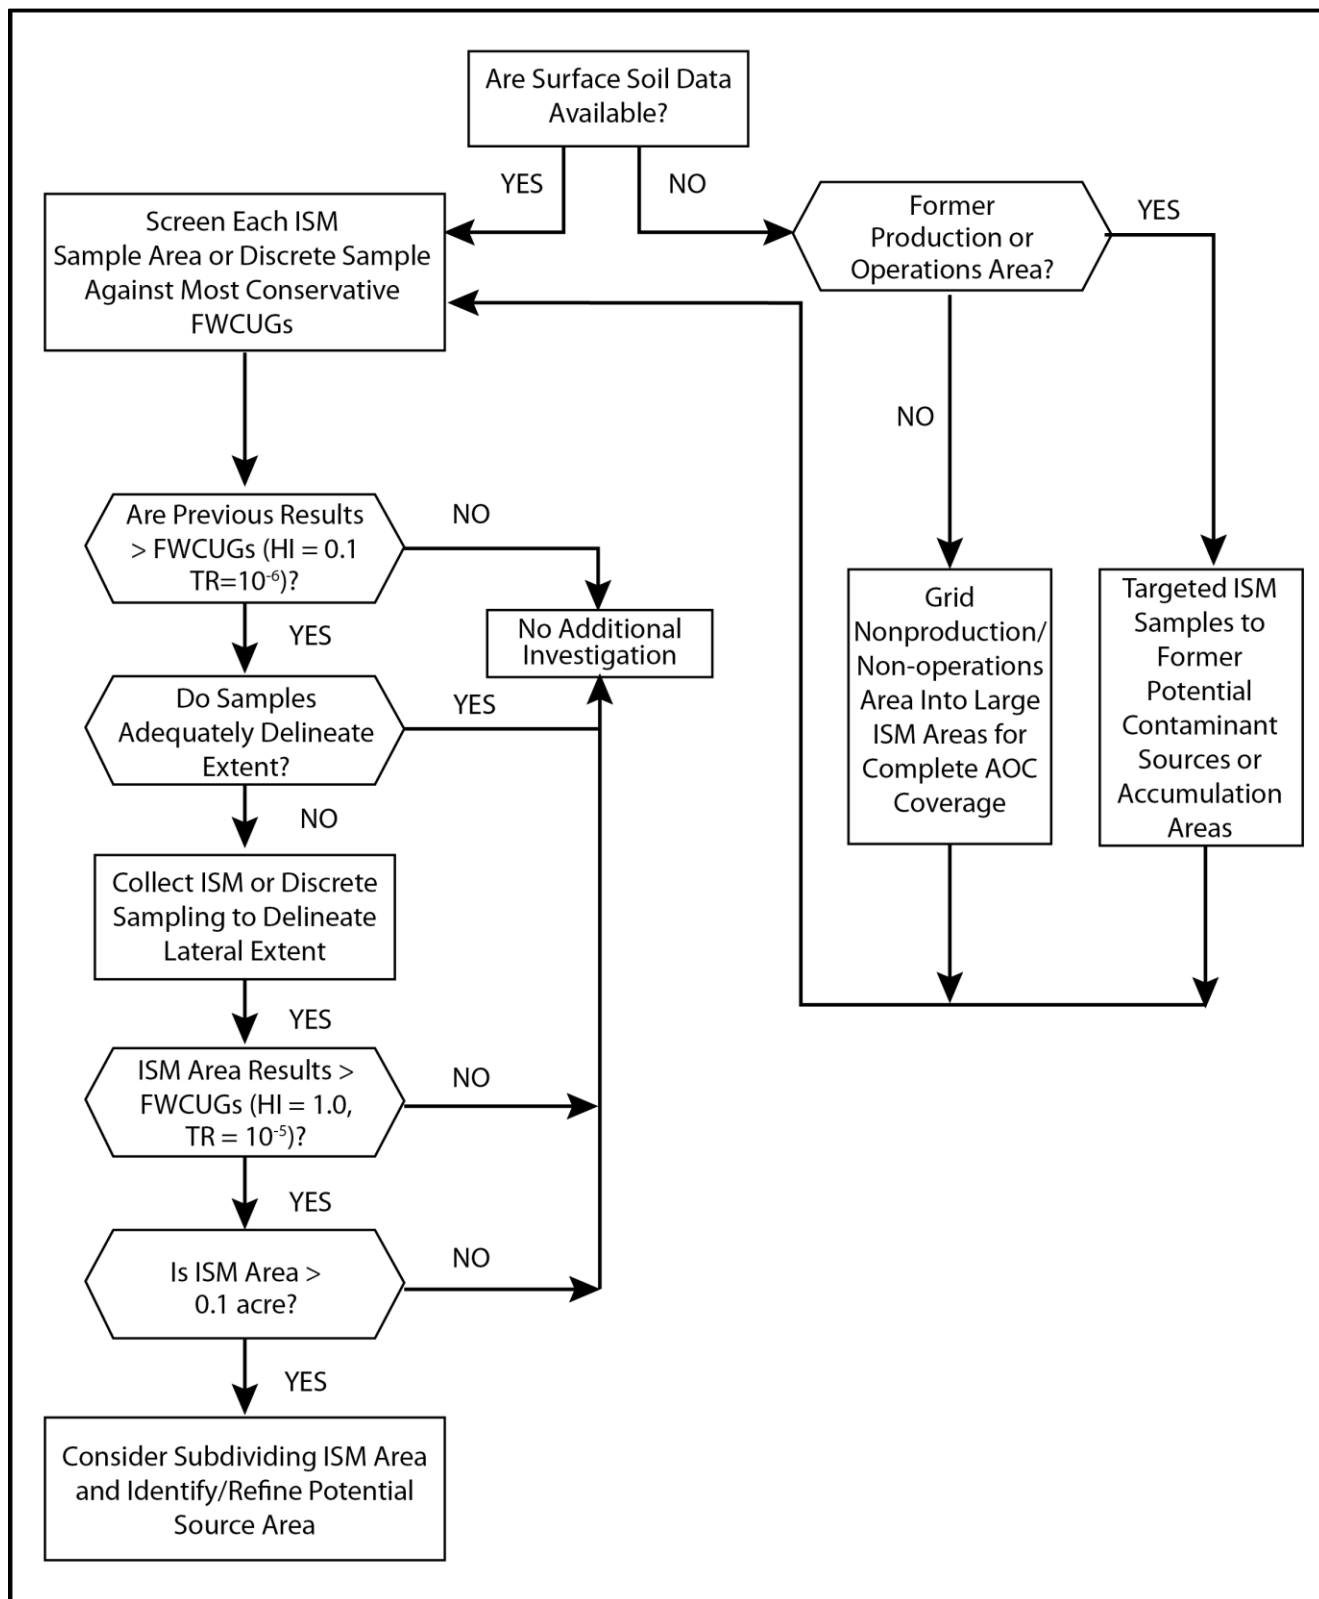 Are Surface Soil Data
Available?
YES
NO
Screen Each ISM
Sample Area or Discrete Sample
Against Most Conservative
FWCUGs
Former
Production or
Operations Area?
YES
NO
Are Previous Results
> FWCUGs (HI = 0.1
TR=10⁻⁶)?
NO
YES
No Additional
Investigation
Do Samples
Adequately Delineate
Extent?
YES
NO
Grid
Nonproduction/
Non-operations
Area Into Large
ISM Areas for
Complete AOC
Coverage
Targeted ISM
Samples to
Former
Potential
Contaminant
Sources or
Accumulation
Areas
Collect ISM or Discrete
Sampling to Delineate
Lateral Extent
YES
ISM Area Results >
FWCUGs (HI = 1.0,
TR = 10⁻⁵)?
NO
YES
Is ISM Area >
0.1 acre?
NO
YES
Consider Subdividing ISM Area
and Identify/Refine Potential
Source Area